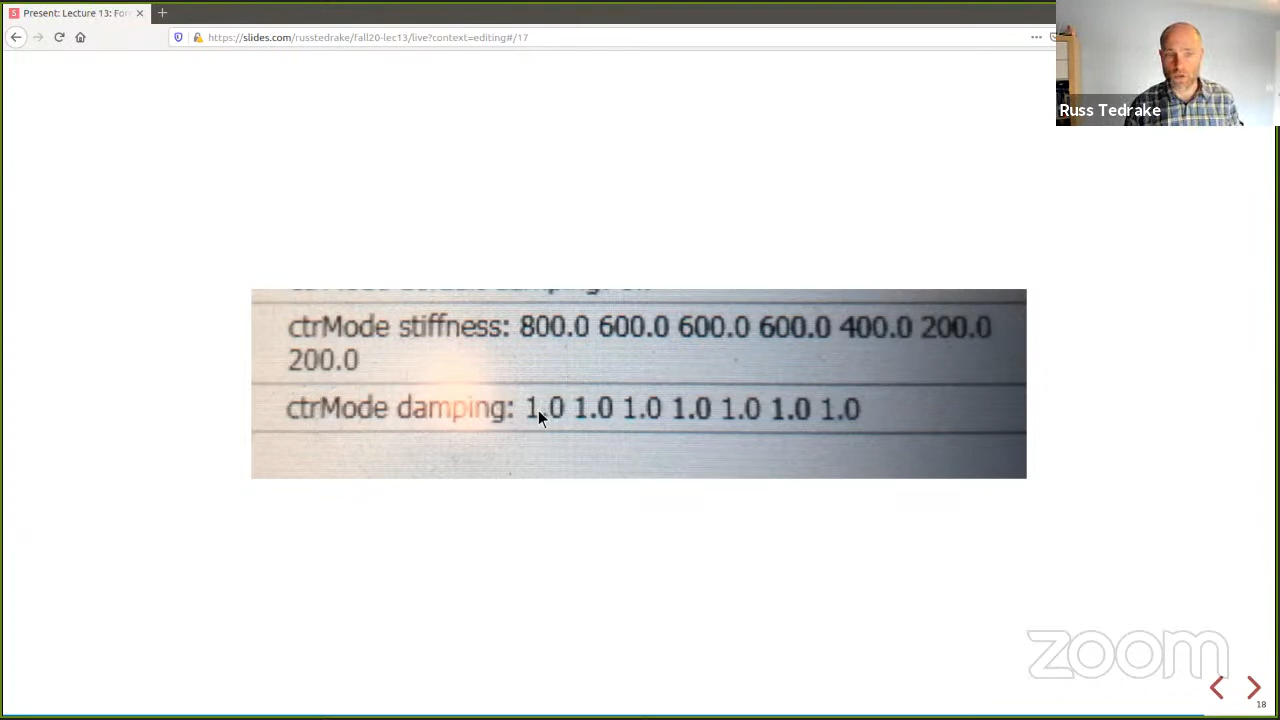 Present: Lecture 13: For
https://slides.com/russtedrake/fall20-lec13/live?context=editing#/17
Russ Tedrake
ctrMode stiffness: 800.0 600.0 600.0 600.0 400.0 200.0
200.0
ctrMode damping: 1.0 1.0 1.0 1.0 1.0 1.0 1.0
zoom
18